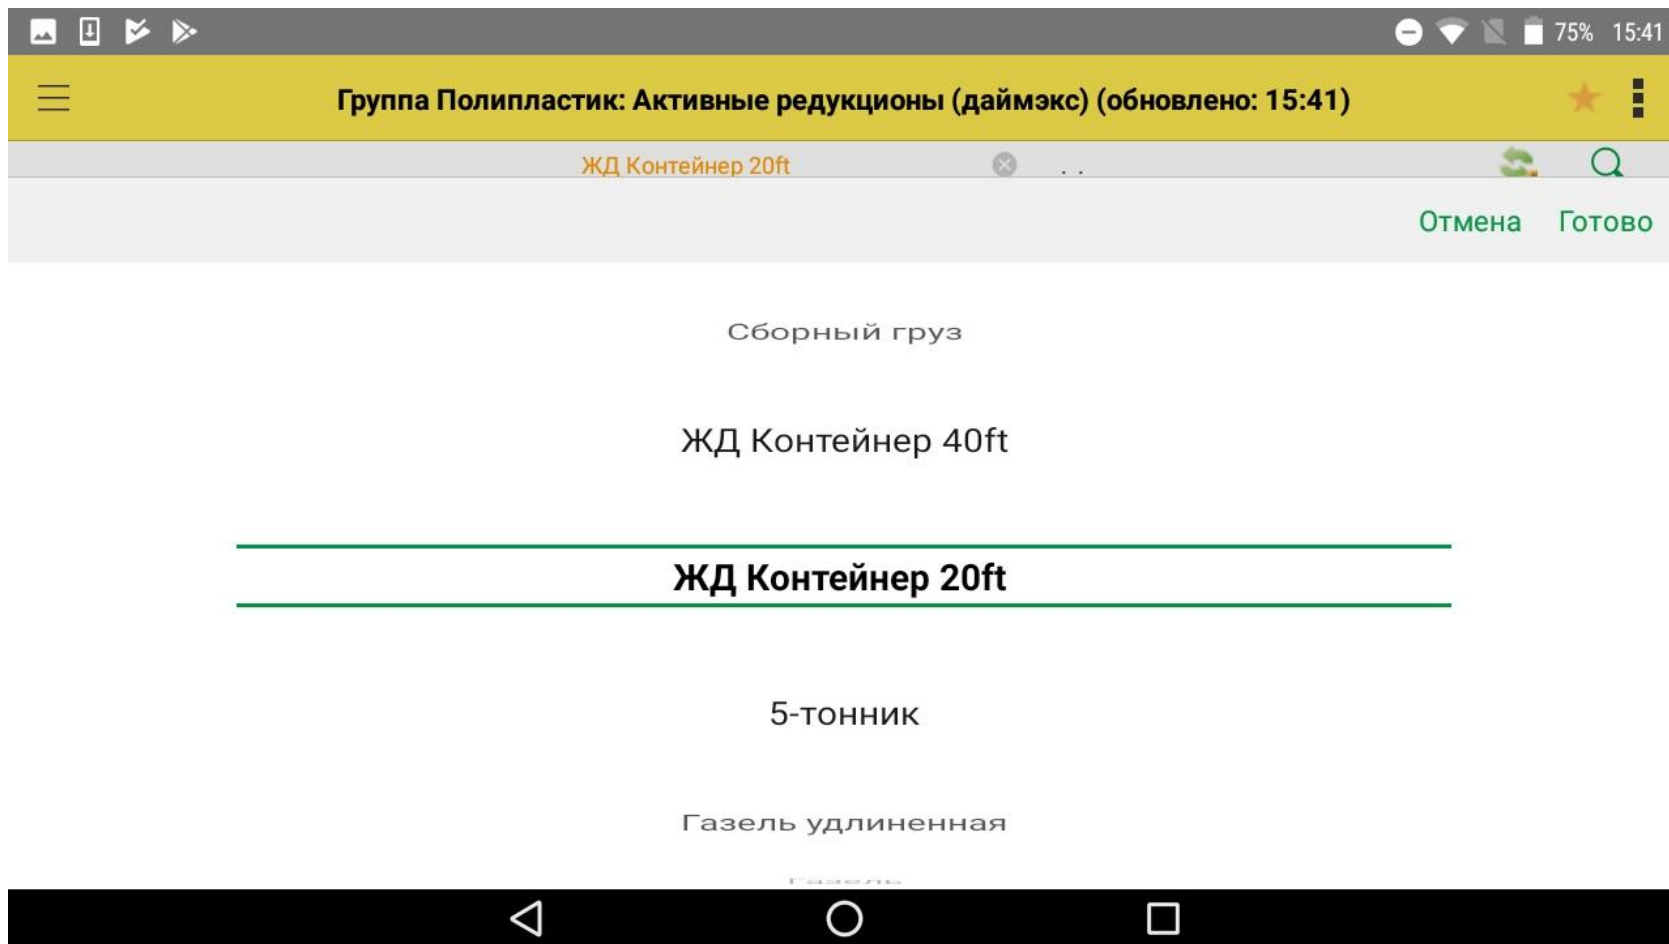 75% 15:41
Группа Полипластик: Активные редукционы (даймэкс) (обновлено: 15:41)
ЖД Контейнер 20ft
Отмена Готово
Сборный груз
ЖД Контейнер 40ft
ЖД Контейнер 20ft
5-тонник
Газель удлиненная
Газель